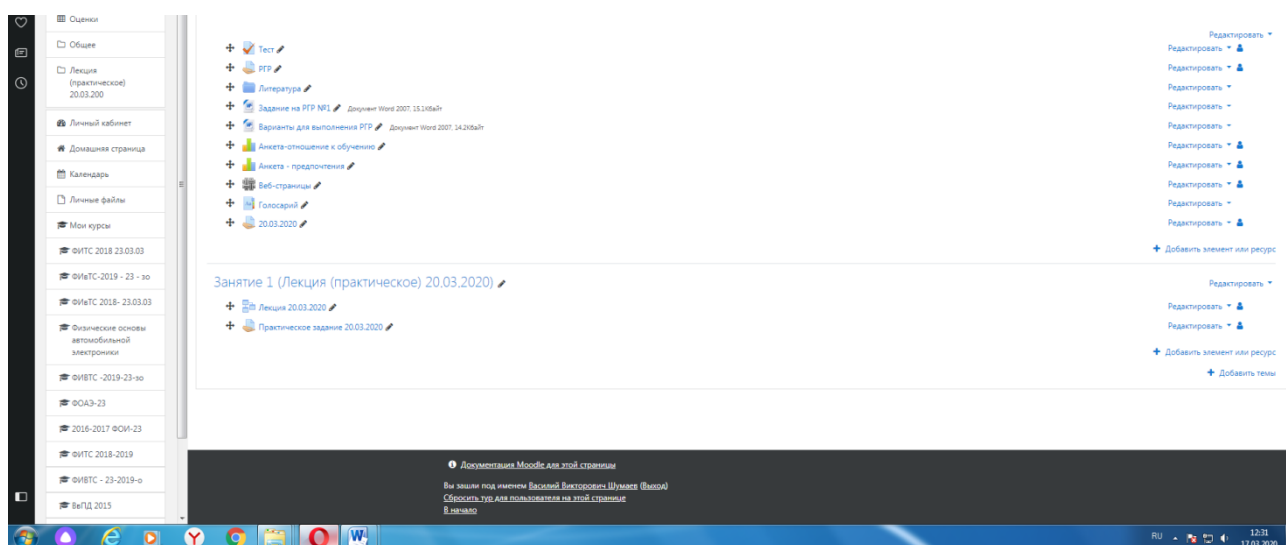 Оценки
Общее
Лекция
(практическое)
20.03.200
Личный кабинет
Домашняя страница
Календарь
Личные файлы
Мои курсы
ФИТС 2018 23.03.03
ФИвТС-2019 - 23 - зо
ФИвТС 2018- 23.03.03
Физические основы
автомобильной
электроники
ФИВТС -2019-23-зо
ФОАЭ-23
2016-2017 ФОИ-23
ФИТС 2018-2019
ФИВТС - 23-2019-о
ВвПД 2015
Редактировать
Тест Редактировать
РГР Редактировать
Литература Редактировать
Задание на РГР №1 Документ Word 2007, 15.1Кбайт Редактировать
Варианты для выполнения РГР Документ Word 2007, 14.2Кбайт Редактировать
Анкета-отношение к обучению Редактировать
Анкета - предпочтения Редактировать
Веб-страницы Редактировать
Голосарий Редактировать
20.03.2020 Редактировать
Добавить элемент или ресурс
Занятие 1 (Лекция (практическое) 20.03.2020) Редактировать
Лекция 20.03.2020 Редактировать
Практическое задание 20.03.2020 Редактировать
Добавить элемент или ресурс
Добавить темы
Документация Moodle для этой страницы
Вы зашли под именем Василий Викторович Шумаев (Выход)
Сбросить тур для пользователя на этой странице
В начало
RU 12:31
17.03.2020